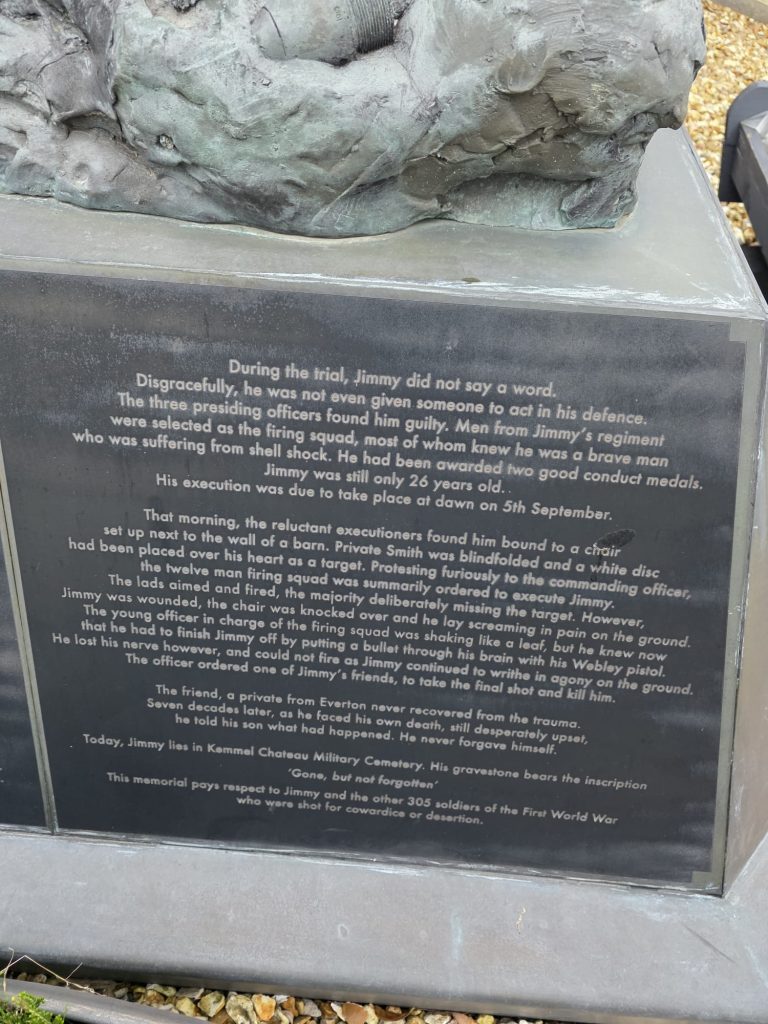 During the trial, Jimmy did not say a word.
Disgracefully, he was not even given someone to act in his defence.
The three presiding officers found him guilty. Men from Jimmy's regiment
were selected as the firing squad, most of whom knew he was a brave man
who was suffering from shell shock. He had been awarded two good conduct medals.
Jimmy was still only 26 years old..
His execution was due to take place at dawn on 5th September.
That morning, the reluctant executioners found him bound to a chair
set up next to the wall of a barn. Private Smith was blindfolded and a white disc
had been placed over his heart as a target. Protesting furiously to the commanding officer,
the twelve man firing squad was summarily ordered to execute Jimmy.
The lads aimed and fired, the majority deliberately missing the target. However,
Jimmy was wounded, the chair was knocked over and he lay screaming in pain on the ground.
The young officer in charge of the firing squad was shaking like a leaf, but he knew now
that he had to finish Jimmy off by putting a bullet through his brain with his Webley pistol.
He lost his nerve however, and could not fire as Jimmy continued to writhe in agony on the ground.
The officer ordered one of Jimmy's friends, to take the final shot and kill him.
The friend, a private from Everton never recovered from the trauma.
Seven decades later, as he faced his own death, still desperately upset,
he told his son what had happened. He never forgave himself.
Today, Jimmy lies in Kemmel Chateau Military Cemetery. His gravestone bears the inscription
'Gone, but not forgotten'
This memorial pays respect to Jimmy and the other 305 soldiers of the First World War
who were shot for cowardice or desertion.